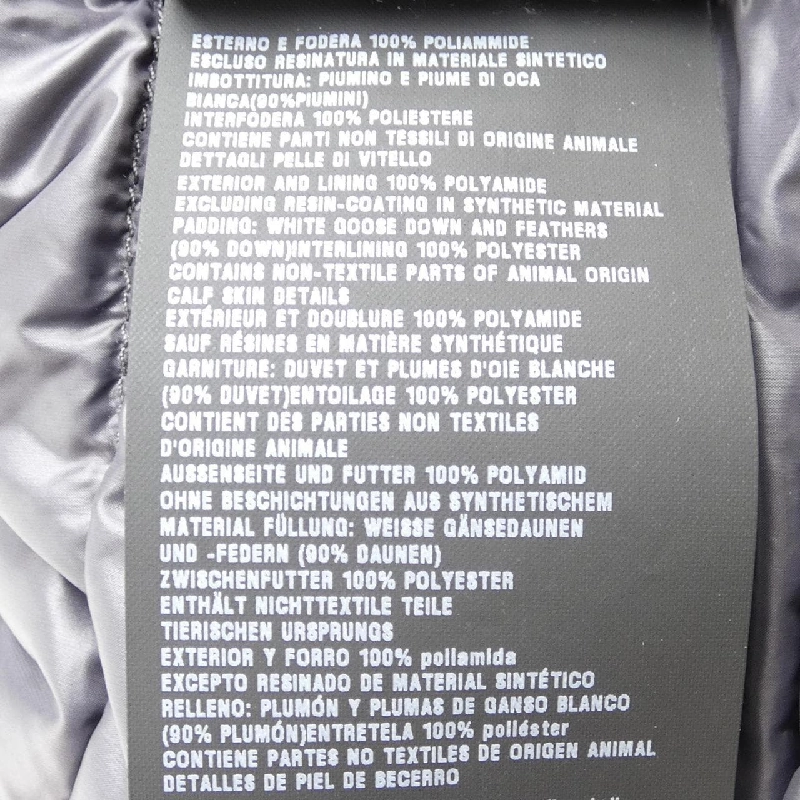 ESTERNO E FODERA 100% POLIAMMIDE
ESCLUSO RESINATURA IN MATERIALE SINTETICO
IMBOTTITURA: PIUMINO E PIUME DI OCA
BIANCA(90%PIUMINI)
INTERFODERA 100% POLIESTERE
CONTIENE PARTI NON TESSILI DI ORIGINE ANIMALE
DETTAGLI PELLE DI VITELLO
EXTERIOR AND LINING 100% POLYAMIDE
EXCLUDING RESIN-COATING IN SYNTHETIC MATERIAL
PADDING: WHITE GOOSE DOWN AND FEATHERS
(90% DOWN)INTERLINING 100% POLYESTER
CONTAINS NON-TEXTILE PARTS OF ANIMAL ORIGIN
CALF SKIN DETAILS
EXTÉRIEUR ET DOUBLURE 100% POLYAMIDE
SAUF RÉSINES EN MATIÈRE SYNTHÉTIQUE
GARNITURE: DUVET ET PLUMES D'OIE BLANCHE
(90% DUVET)ENTOILAGE 100% POLYESTER
CONTIENT DES PARTIES NON TEXTILES
D'ORIGINE ANIMALE
AUSSENSEITE UND FUTTER 100% POLYAMID
OHNE BESCHICHTUNGEN AUS SYNTHETISCHEM
MATERIAL FÜLLUNG: WEISSE GÄNSEDAUNEN
UND -FEDERN (90% DAUNEN)
ZWISCHENFUTTER 100% POLYESTER
ENTHÄLT NICHTTEXTILE TEILE
TIERISCHEN URSPRUNGS
EXTERIOR Y FORRO 100% poliamida
EXCEPTO RESINADO DE MATERIAL SINTÉTICO
RELLENO: PLUMÓN Y PLUMAS DE GANSO BLANCO
(90% PLUMÓN)ENTRETELA 100% poliéster
CONTIENE PARTES NO TEXTILES DE ORIGEN ANIMAL
DETALLES DE PIEL DE BECERRO